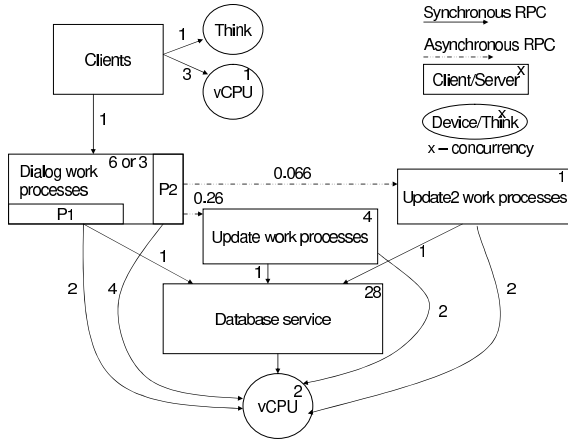 Think
1
Synchronous RPC
Clients
3
1
vCPU
Asynchronous RPC
x
Client/Server
1
x
Device/Think
x – concurrency
6 or 3
Dialog work
processes
P2
P1
0.066
1
Update2 work processes
0.26
4
Update work processes
1
1
1
2
4
28
Database service
2
2
2
vCPU